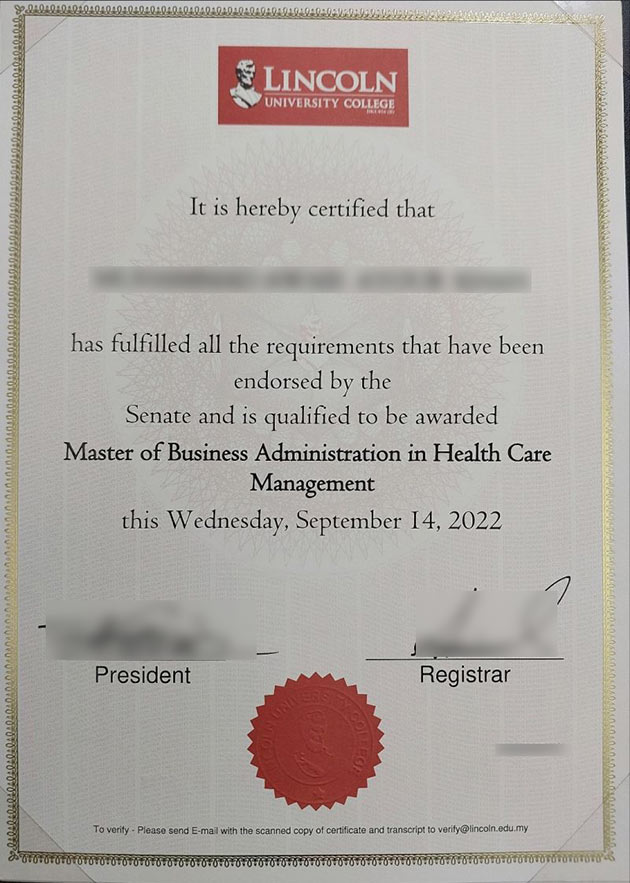 LINCOLN
UNIVERSITY COLLEGE
It is hereby certified that
has fulfilled all the requirements that have been
endorsed by the
Senate and is qualified to be awarded
Master of Business Administration in Health Care
Management
this Wednesday, September 14, 2022
President
Registrar
LINCOLN UNIVERSITY COLLEGE
To verify - Please send E-mail with the scanned copy of certificate and transcript to verify@lincoln.edu.my